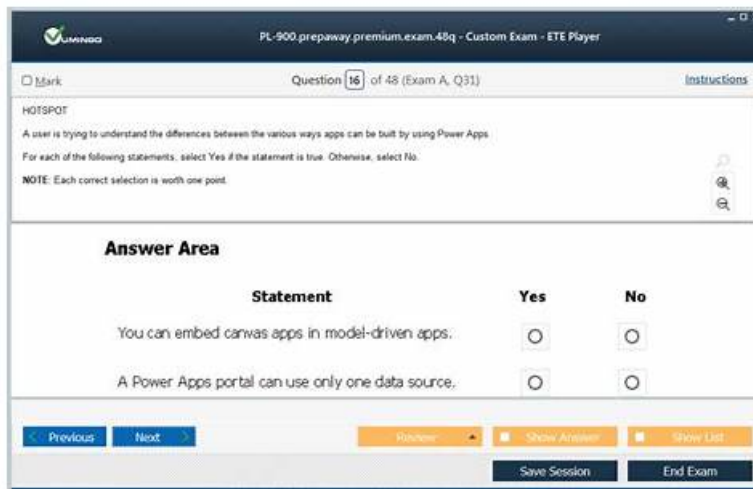 VUMINGO
PL-900.prepaway.premium.exam.48q - Custom Exam - ETE Player
Mark
Question 16 of 48 (Exam A, Q31)
Instructions
HOTSPOT
A user is trying to understand the differences between the various ways apps can be built by using Power Apps.
For each of the following statements, select Yes if the statement is true. Otherwise, select No.
NOTE: Each correct selection is worth one point.
Answer Area
Statement Yes No
You can embed canvas apps in model-driven apps.
A Power Apps portal can use only one data source.
Previous Next Review Show Answer Show List
Save Session End Exam